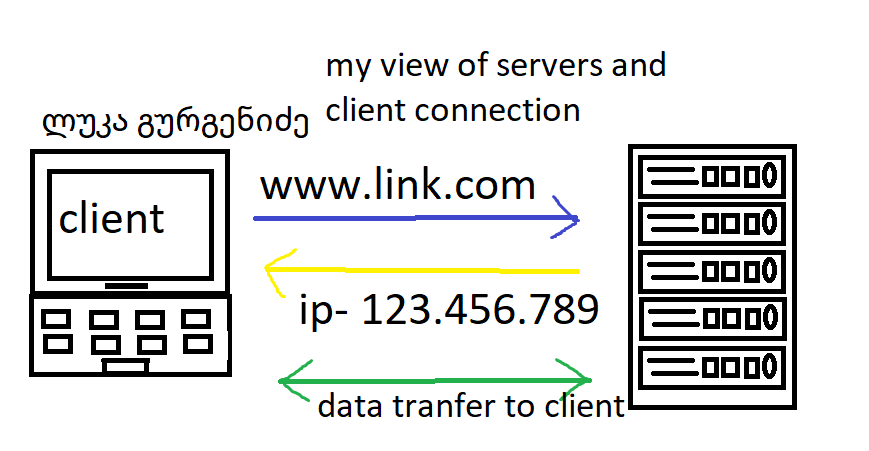 my view of servers and
client connection
ლუკა გურგენიძე
client
www.link.com
ip- 123.456.789
data tranfer to client